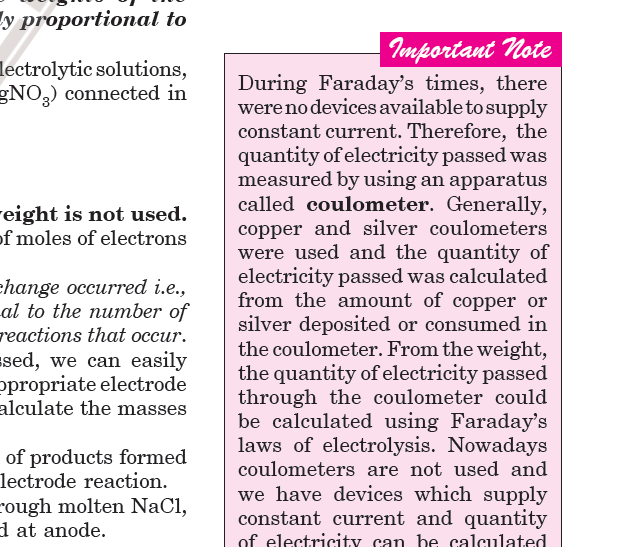 weights of the
ly proportional to
lectrolytic solutions,
gNO₃) connected in
eight is not used.
of moles of electrons
change occurred i.e.,
al to the number of
reactions that occur.
ssed, we can easily
ppropriate electrode
alculate the masses
of products formed
lectrode reaction.
rough molten NaCl,
d at anode.
Important Note
During Faraday's times, there
were no devices available to supply
constant current. Therefore, the
quantity of electricity passed was
measured by using an apparatus
called coulometer. Generally,
copper and silver coulometers
were used and the quantity of
electricity passed was calculated
from the amount of copper or
silver deposited or consumed in
the coulometer. From the weight,
the quantity of electricity passed
through the coulometer could
be calculated using Faraday's
laws of electrolysis. Nowadays
coulometers are not used and
we have devices which supply
constant current and quantity
of electricity can be calculated